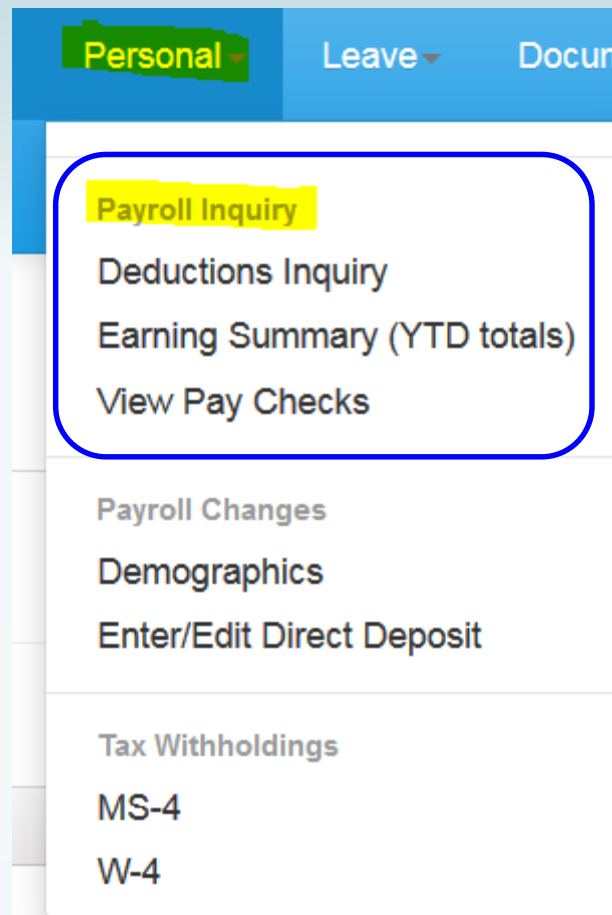 Personal Leave Docum
Payroll Inquiry
Deductions Inquiry
Earning Summary (YTD totals)
View Pay Checks
Payroll Changes
Demographics
Enter/Edit Direct Deposit
Tax Withholdings
MS-4
W-4